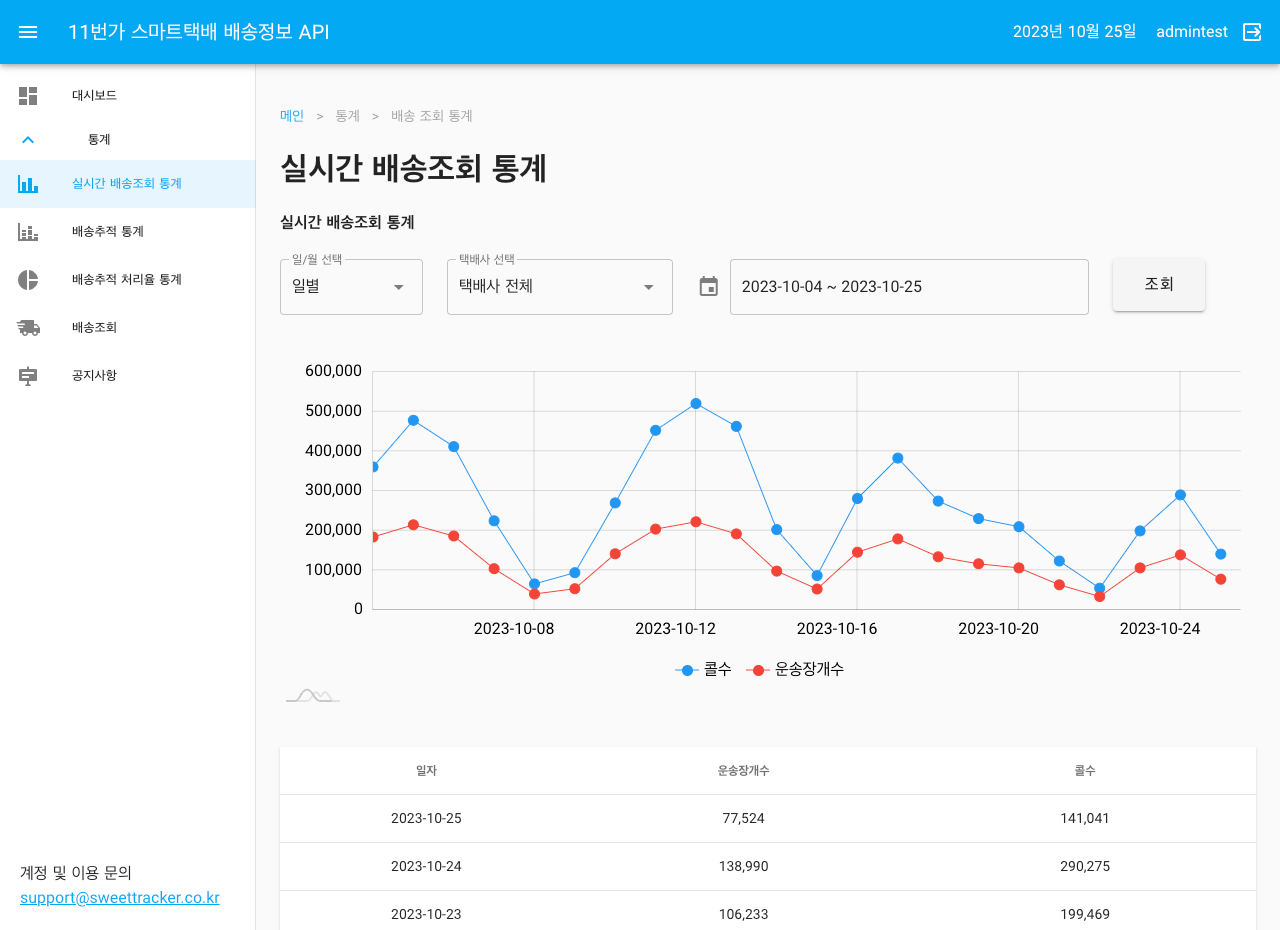 11번가 스마트택배 배송정보 API
2023년 10월 25일 admintest
대시보드
통계
실시간 배송조회 통계
배송추적 통계
배송추적 처리율 통계
배송조회
공지사항
계정 및 이용 문의
support@sweettracker.co.kr
메인 > 통계 > 배송 조회 통계
실시간 배송조회 통계
실시간 배송조회 통계
일/월 선택
일별
택배사 선택
택배사 전체
2023-10-04 ~ 2023-10-25
조회
600,000
500,000
400,000
300,000
200,000
100,000
0
2023-10-08 2023-10-12 2023-10-16 2023-10-20 2023-10-24
콜수 운송장개수
일자 운송장개수 콜수
2023-10-25 77,524 141,041
2023-10-24 138,990 290,275
2023-10-23 106,233 199,469